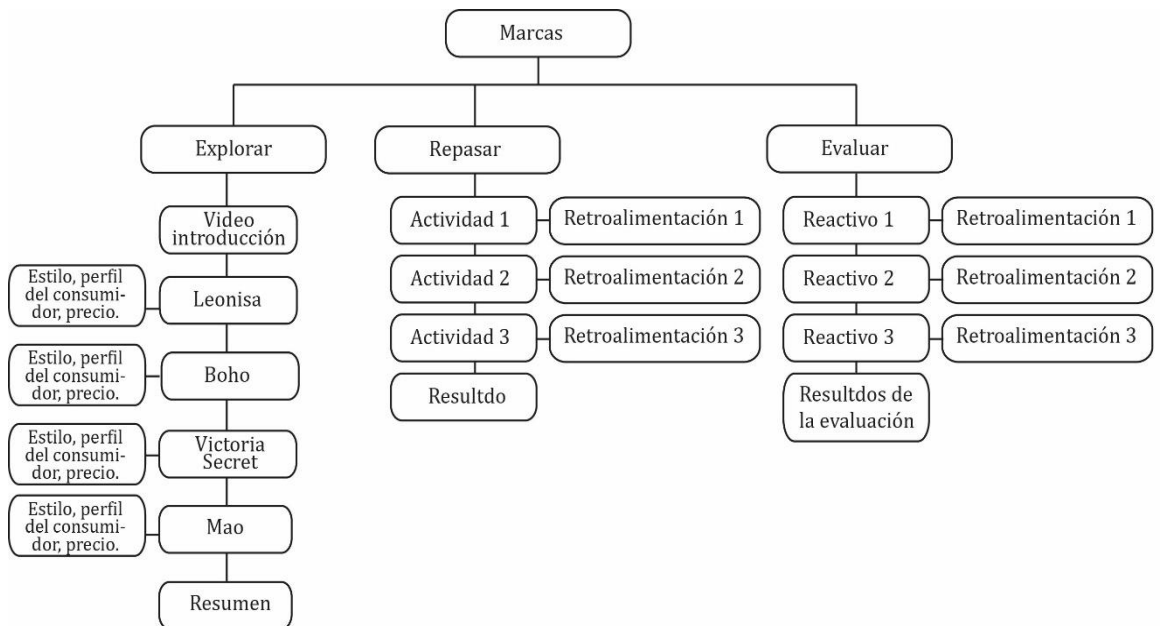 Marcas
Explorar
Repasar
Evaluar
Video
introducción
Estilo, perfil
del consumi-
dor, precio.
Leonisa
Estilo, perfil
del consumi-
dor, precio.
Boho
Estilo, perfil
del consumi-
dor, precio.
Victoria
Secret
Estilo, perfil
del consumi-
dor, precio.
Mao
Resumen
Actividad 1
Retroalimentación 1
Actividad 2
Retroalimentación 2
Actividad 3
Retroalimentación 3
Resultdo
Reactivo 1
Retroalimentación 1
Reactivo 2
Retroalimentación 2
Reactivo 3
Retroalimentación 3
Resultdos de
la evaluación